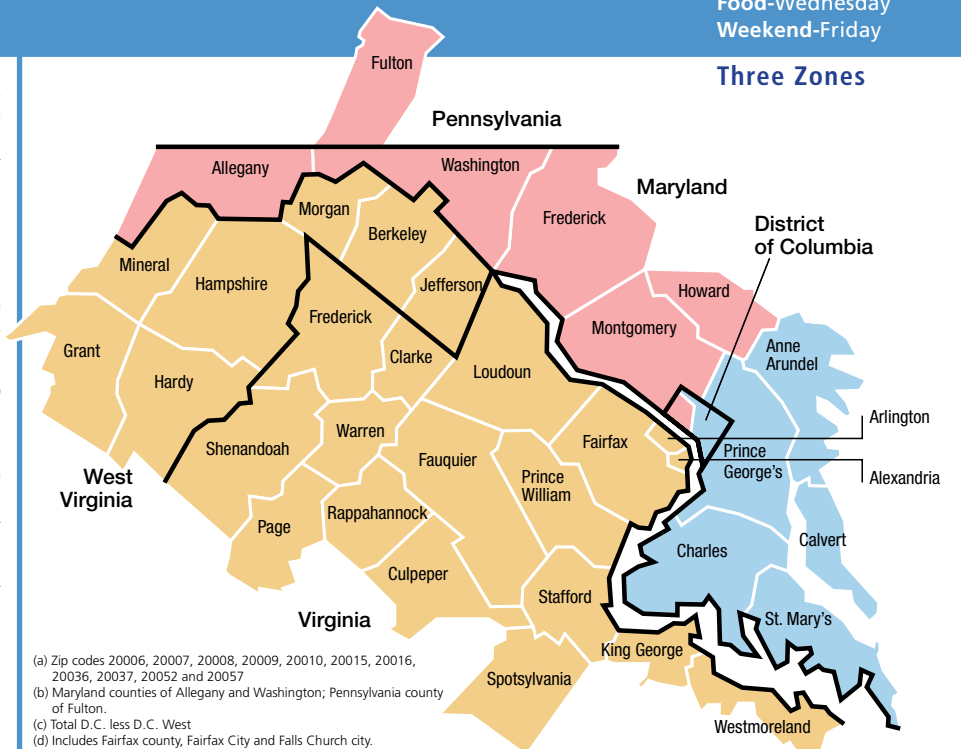 Food-Wednesday
Weekend-Friday
Three Zones
Fulton
Pennsylvania
Allegany
Washington
Maryland
Frederick
Morgan
Berkeley
District
of Columbia
Mineral
Hampshire
Jefferson
Howard
Frederick
Montgomery
Anne
Arundel
Grant
Clarke
Loudoun
Hardy
Arlington
Warren
Fairfax
Shenandoah
Prince
George's
Fauquier
Alexandria
West
Virginia
Prince
William
Rappahannock
Page
Calvert
Charles
Culpeper
Stafford
Virginia
St. Mary's
King George
Spotsylvania
Westmoreland
(a) Zip codes 20006, 20007, 20008, 20009, 20010, 20015, 20016,
20036, 20037, 20052 and 20057
(b) Maryland counties of Allegany and Washington; Pennsylvania county
of Fulton.
(c) Total D.C. less D.C. West
(d) Includes Fairfax county, Fairfax City and Falls Church city.